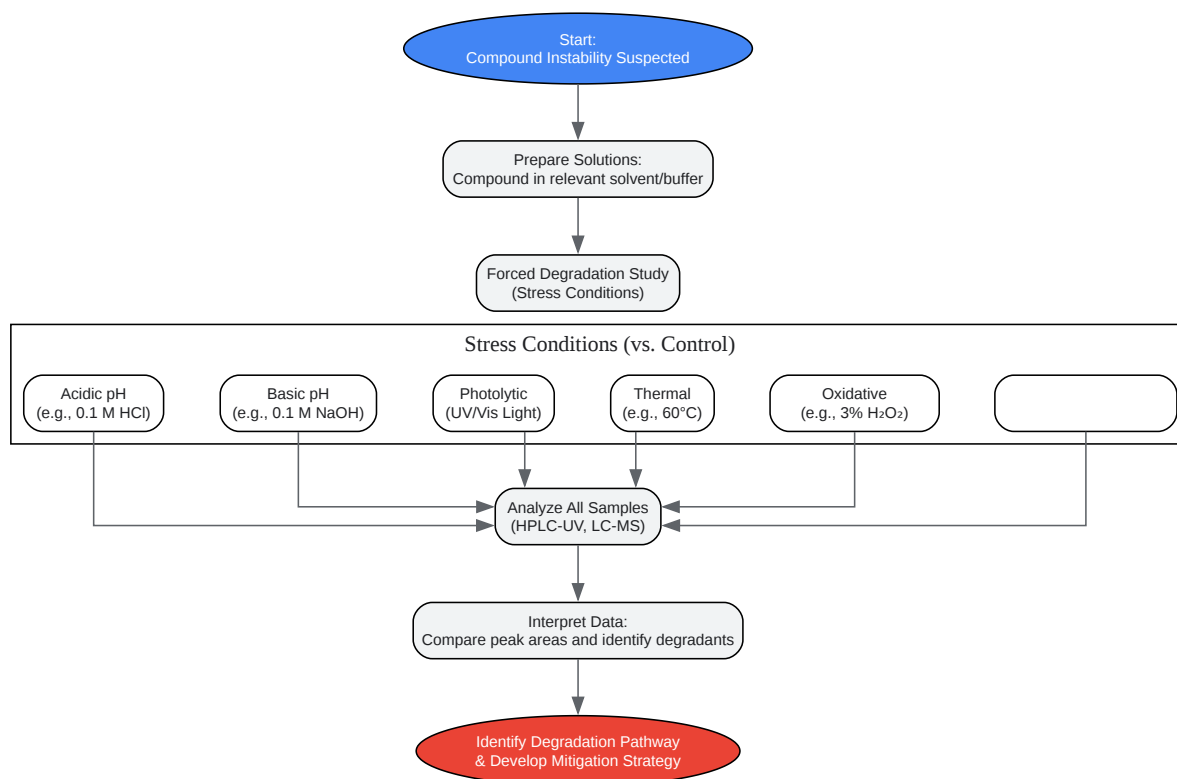 Start:
Compound Instability Suspected
Prepare Solutions:
Compound in relevant solvent/buffer
Forced Degradation Study
(Stress Conditions)
Stress Conditions (vs. Control)
Acidic pH
(e.g., 0.1 M HCl)
Basic pH
(e.g., 0.1 M NaOH)
Photolytic
(UV/Vis Light)
Thermal
(e.g., 60°C)
Oxidative
(e.g., 3% H₂O₂)
Analyze All Samples
(HPLC-UV, LC-MS)
Interpret Data:
Compare peak areas and identify degradants
Identify Degradation Pathway
& Develop Mitigation Strategy